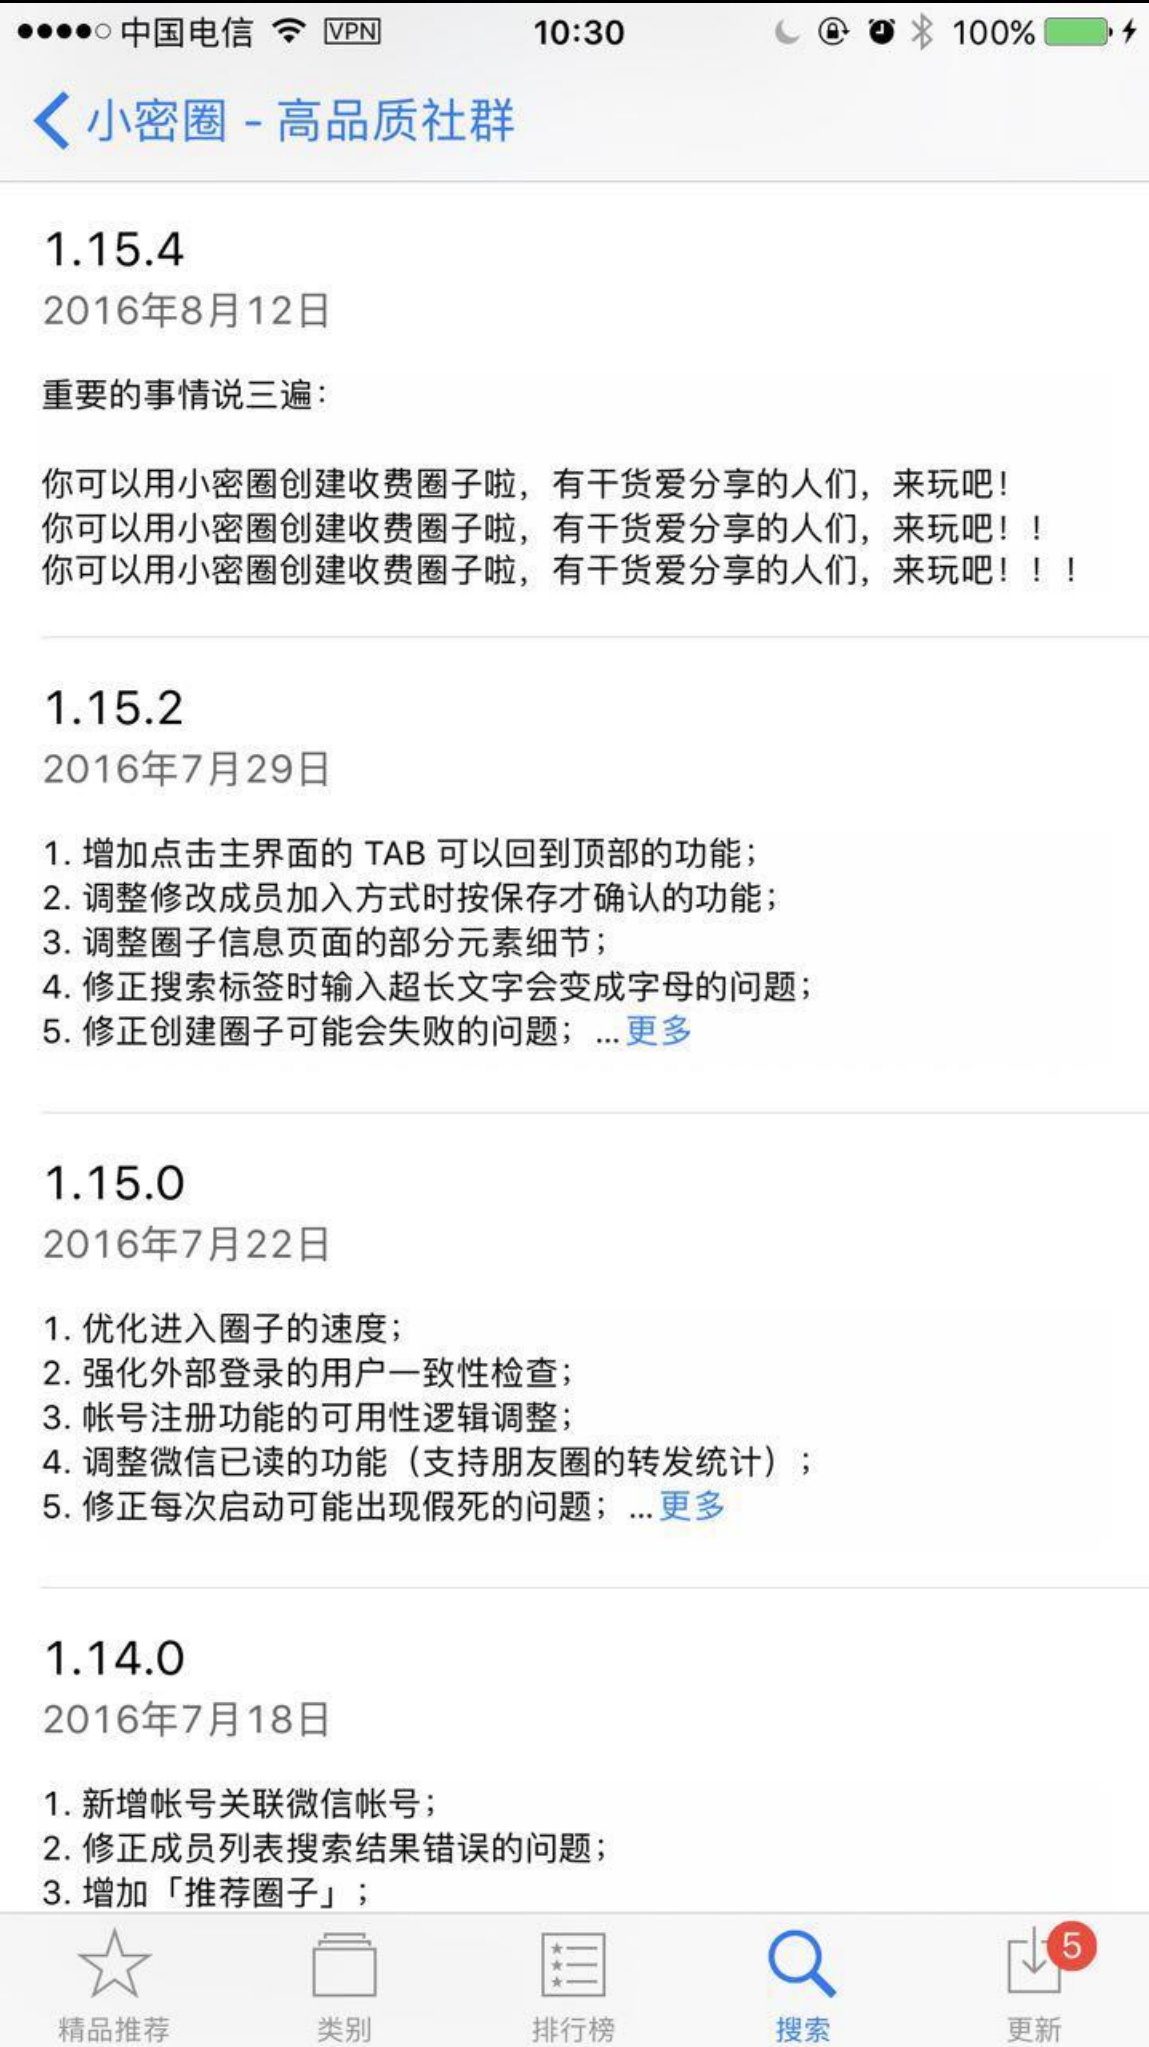 中国电信 VPN 10:30 100%
小密圈 - 高品质社群
1.15.4
2016年8月12日
重要的事情说三遍：
你可以用小密圈创建收费圈子啦，有干货爱分享的人们，来玩吧！
你可以用小密圈创建收费圈子啦，有干货爱分享的人们，来玩吧！！
你可以用小密圈创建收费圈子啦，有干货爱分享的人们，来玩吧！！！
1.15.2
2016年7月29日
1. 增加点击主界面的 TAB 可以回到顶部的功能；
2. 调整修改成员加入方式时按保存才确认的功能；
3. 调整圈子信息页面的部分元素细节；
4. 修正搜索标签时输入超长文字会变成字母的问题；
5. 修正创建圈子可能会失败的问题； ...更多
1.15.0
2016年7月22日
1. 优化进入圈子的速度；
2. 强化外部登录的用户一致性检查；
3. 帐号注册功能的可用性逻辑调整；
4. 调整微信已读的功能（支持朋友圈的转发统计）；
5. 修正每次启动可能出现假死的问题； ...更多
1.14.0
2016年7月18日
1. 新增帐号关联微信帐号；
2. 修正成员列表搜索结果错误的问题；
3. 增加「推荐圈子」；
5
精品推荐 类别 排行榜 搜索 更新